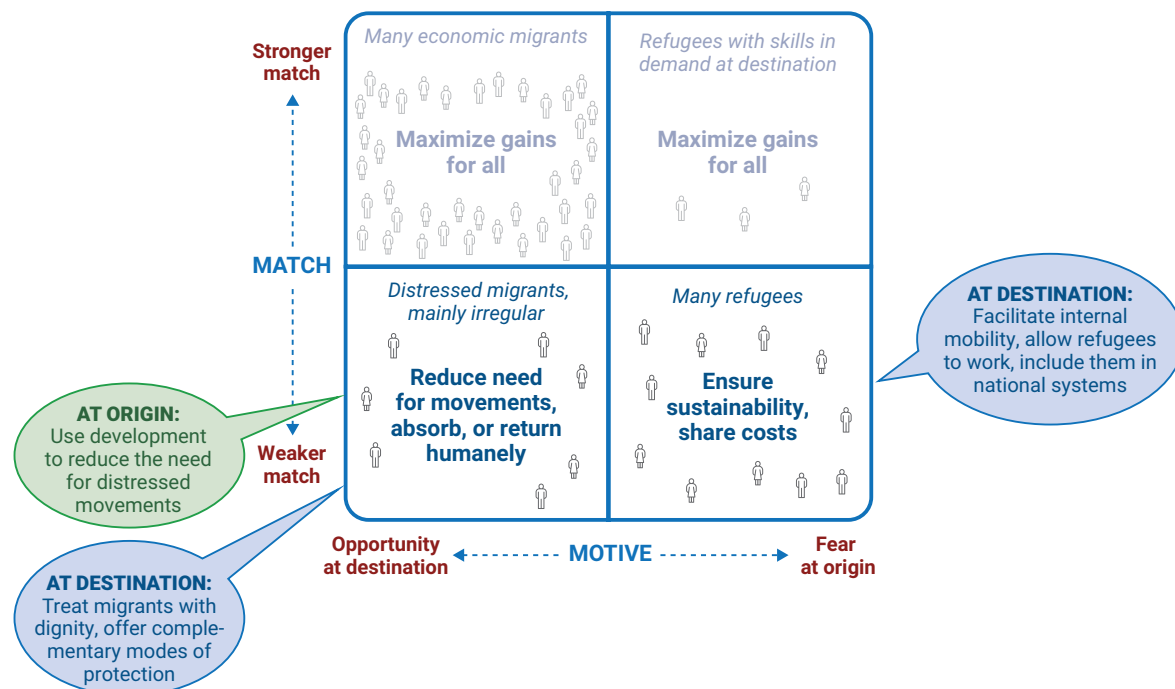 Many economic migrants
Refugees with skills in
demand at destination
Stronger
match
Maximize gains
for all
Maximize gains
for all
MATCH
Distressed migrants,
mainly irregular
Many refugees
AT DESTINATION:
Facilitate internal
mobility, allow refugees
to work, include them in
national systems
Reduce need
for movements,
absorb, or return
humanely
Ensure
sustainability,
share costs
AT ORIGIN:
Use development
to reduce the need
for distressed
movements
Weaker
match
Opportunity
at destination
MOTIVE
Fear
at origin
AT DESTINATION:
Treat migrants with
dignity, offer comple-
mentary modes of
protection